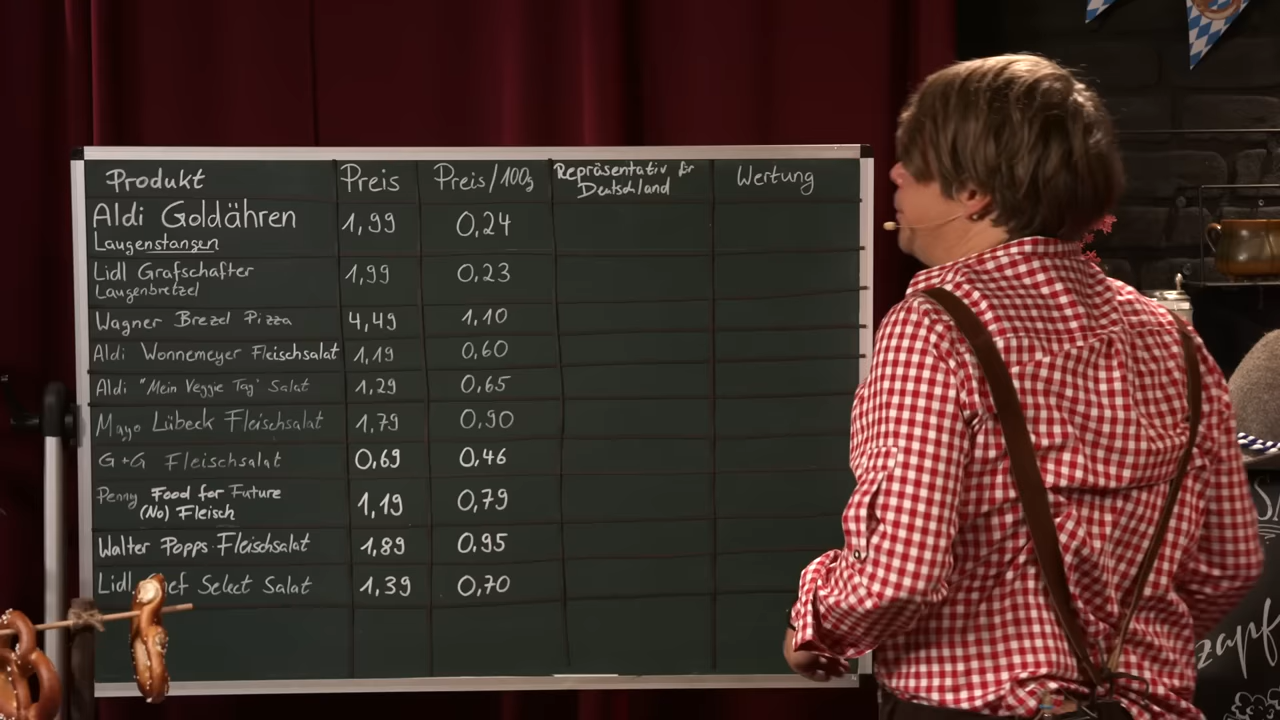 Produkt Preis Preis/100g Repräsentativ für Deutschland Wertung
Aldi Goldähren 1,99 0,24
Laugenstangen
Lidl Grafschafter 1,99 0,23
Laugenbretzel
Wagner Brezel Pizza 4,49 1,10
Aldi Wonnemeyer Fleischsalat 1,19 0,60
Aldi "Mein Veggie Tag" Salat 1,29 0,65
Mayo Lübeck Fleischsalat 1,79 0,90
G+G Fleischsalat 0,69 0,46
Penny Food for Future 1,19 0,79
(No) Fleisch
Walter Popps Fleischsalat 1,89 0,95
Lidl Select Salat 1,39 0,70